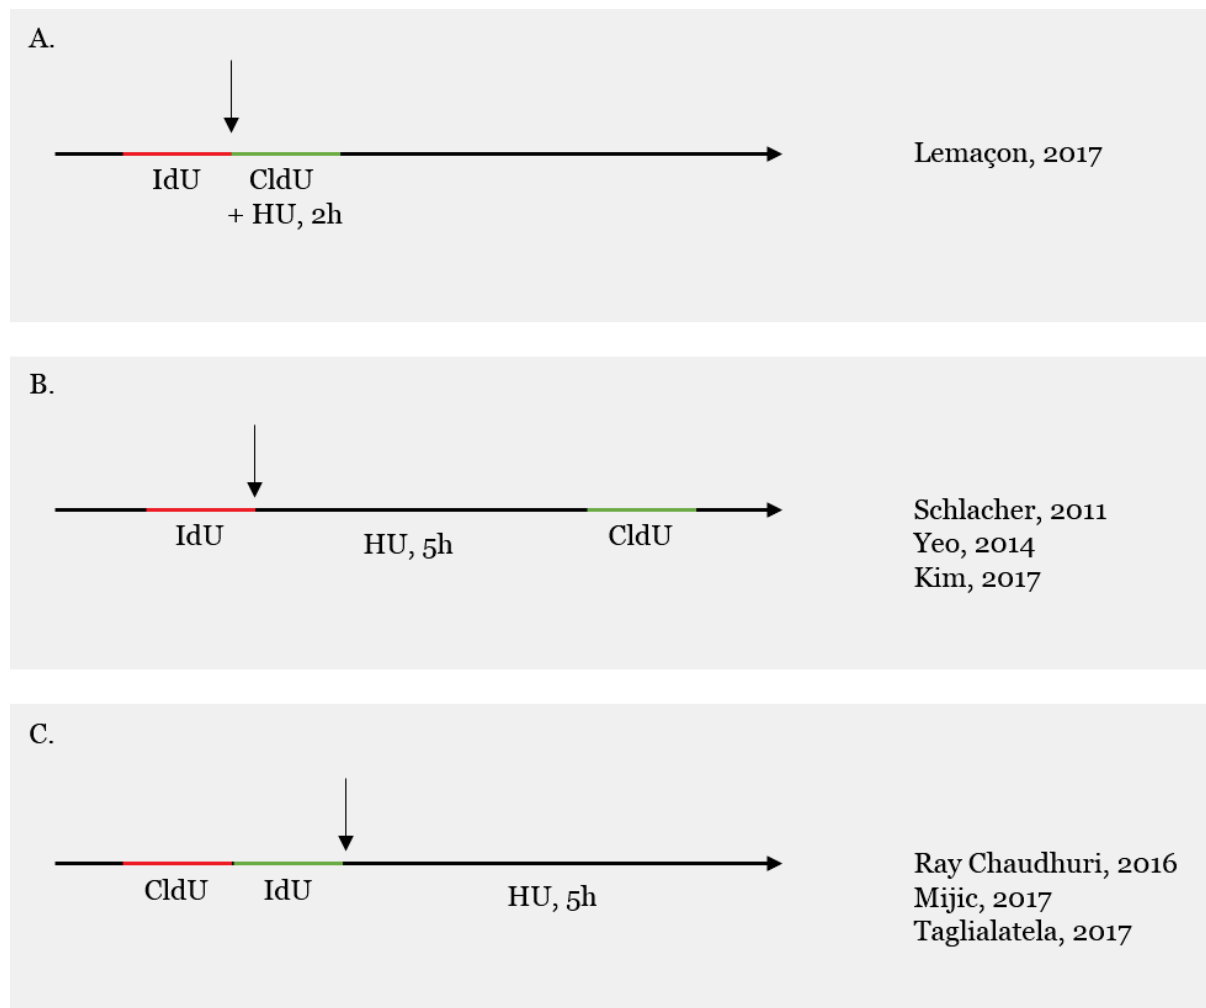 A.
IdU
CldU
+ HU, 2h
Lemaçon, 2017
B.
IdU
HU, 5h
CldU
Schlacher, 2011
Yeo, 2014
Kim, 2017
C.
CldU
IdU
HU, 5h
Ray Chaudhuri, 2016
Mijic, 2017
Taglialatela, 2017